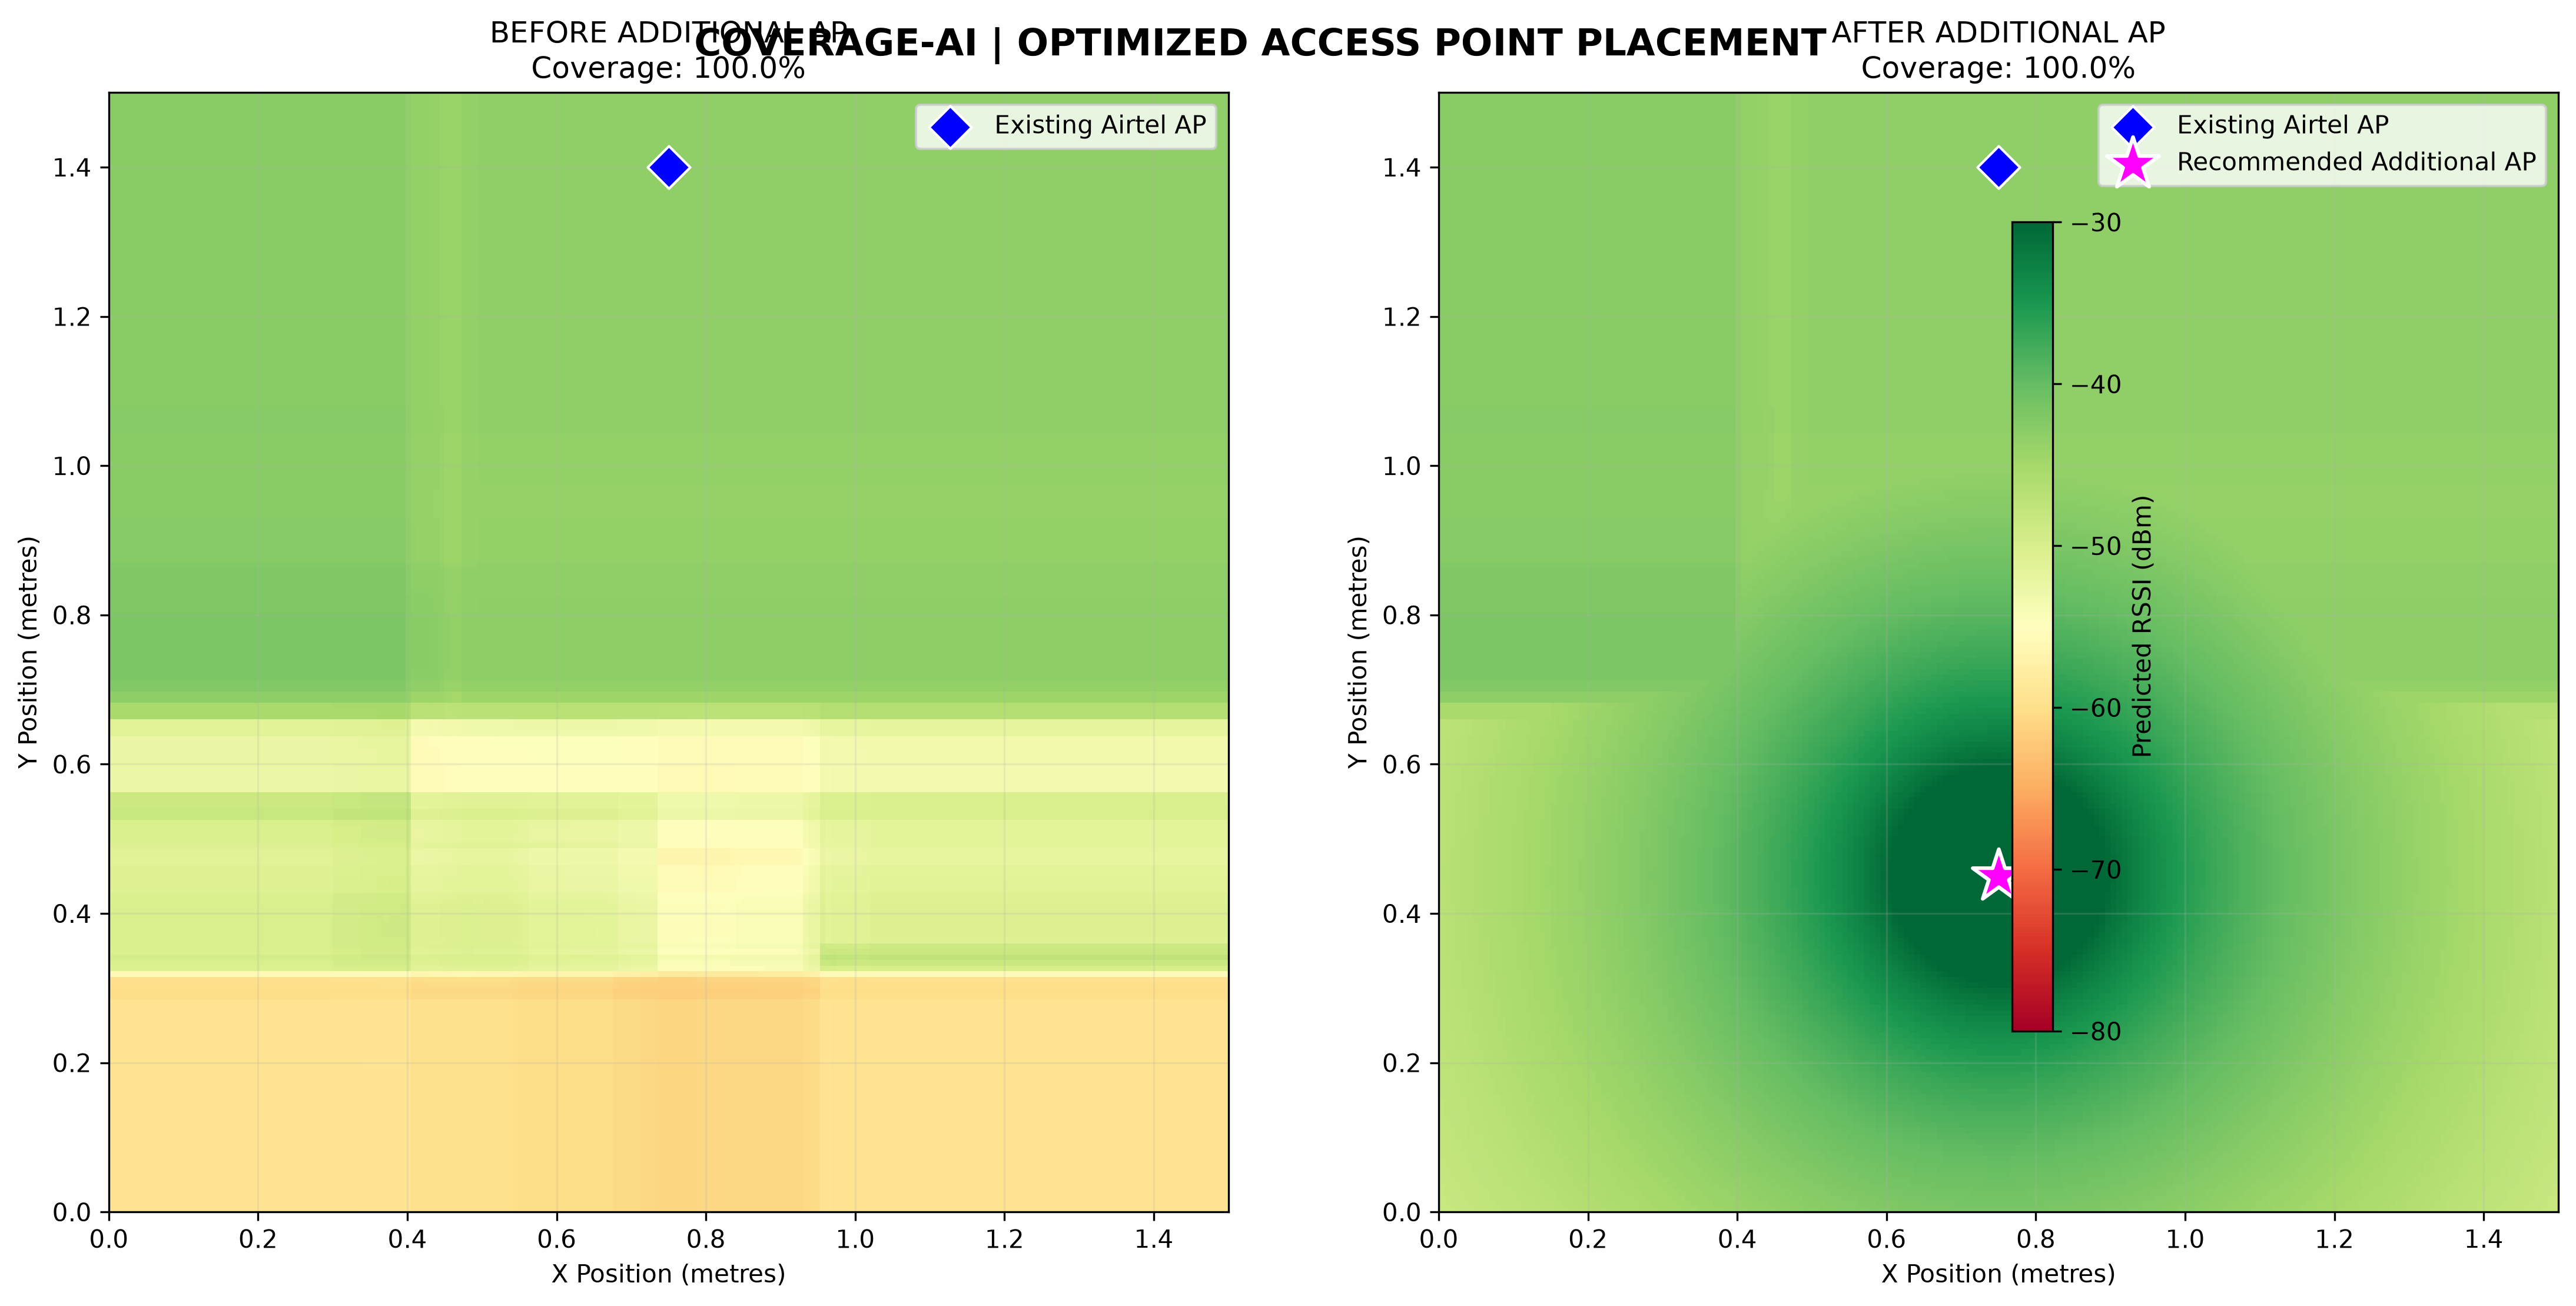 COVERAGE-AI | OPTIMIZED ACCESS POINT PLACEMENT
BEFORE ADDITIONAL AP
Coverage: 100.0%
Existing Airtel AP
1.4
1.2
1.0
0.8
0.6
0.4
0.2
0.0
Y Position (metres)
0.0 0.2 0.4 0.6 0.8 1.0 1.2 1.4
X Position (metres)
AFTER ADDITIONAL AP
Coverage: 100.0%
Existing Airtel AP
Recommended Additional AP
1.4
1.2
1.0
0.8
0.6
0.4
0.2
0.0
Y Position (metres)
0.0 0.2 0.4 0.6 0.8 1.0 1.2 1.4
X Position (metres)
−30
−40
−50
−60
−70
−80
Predicted RSSI (dBm)